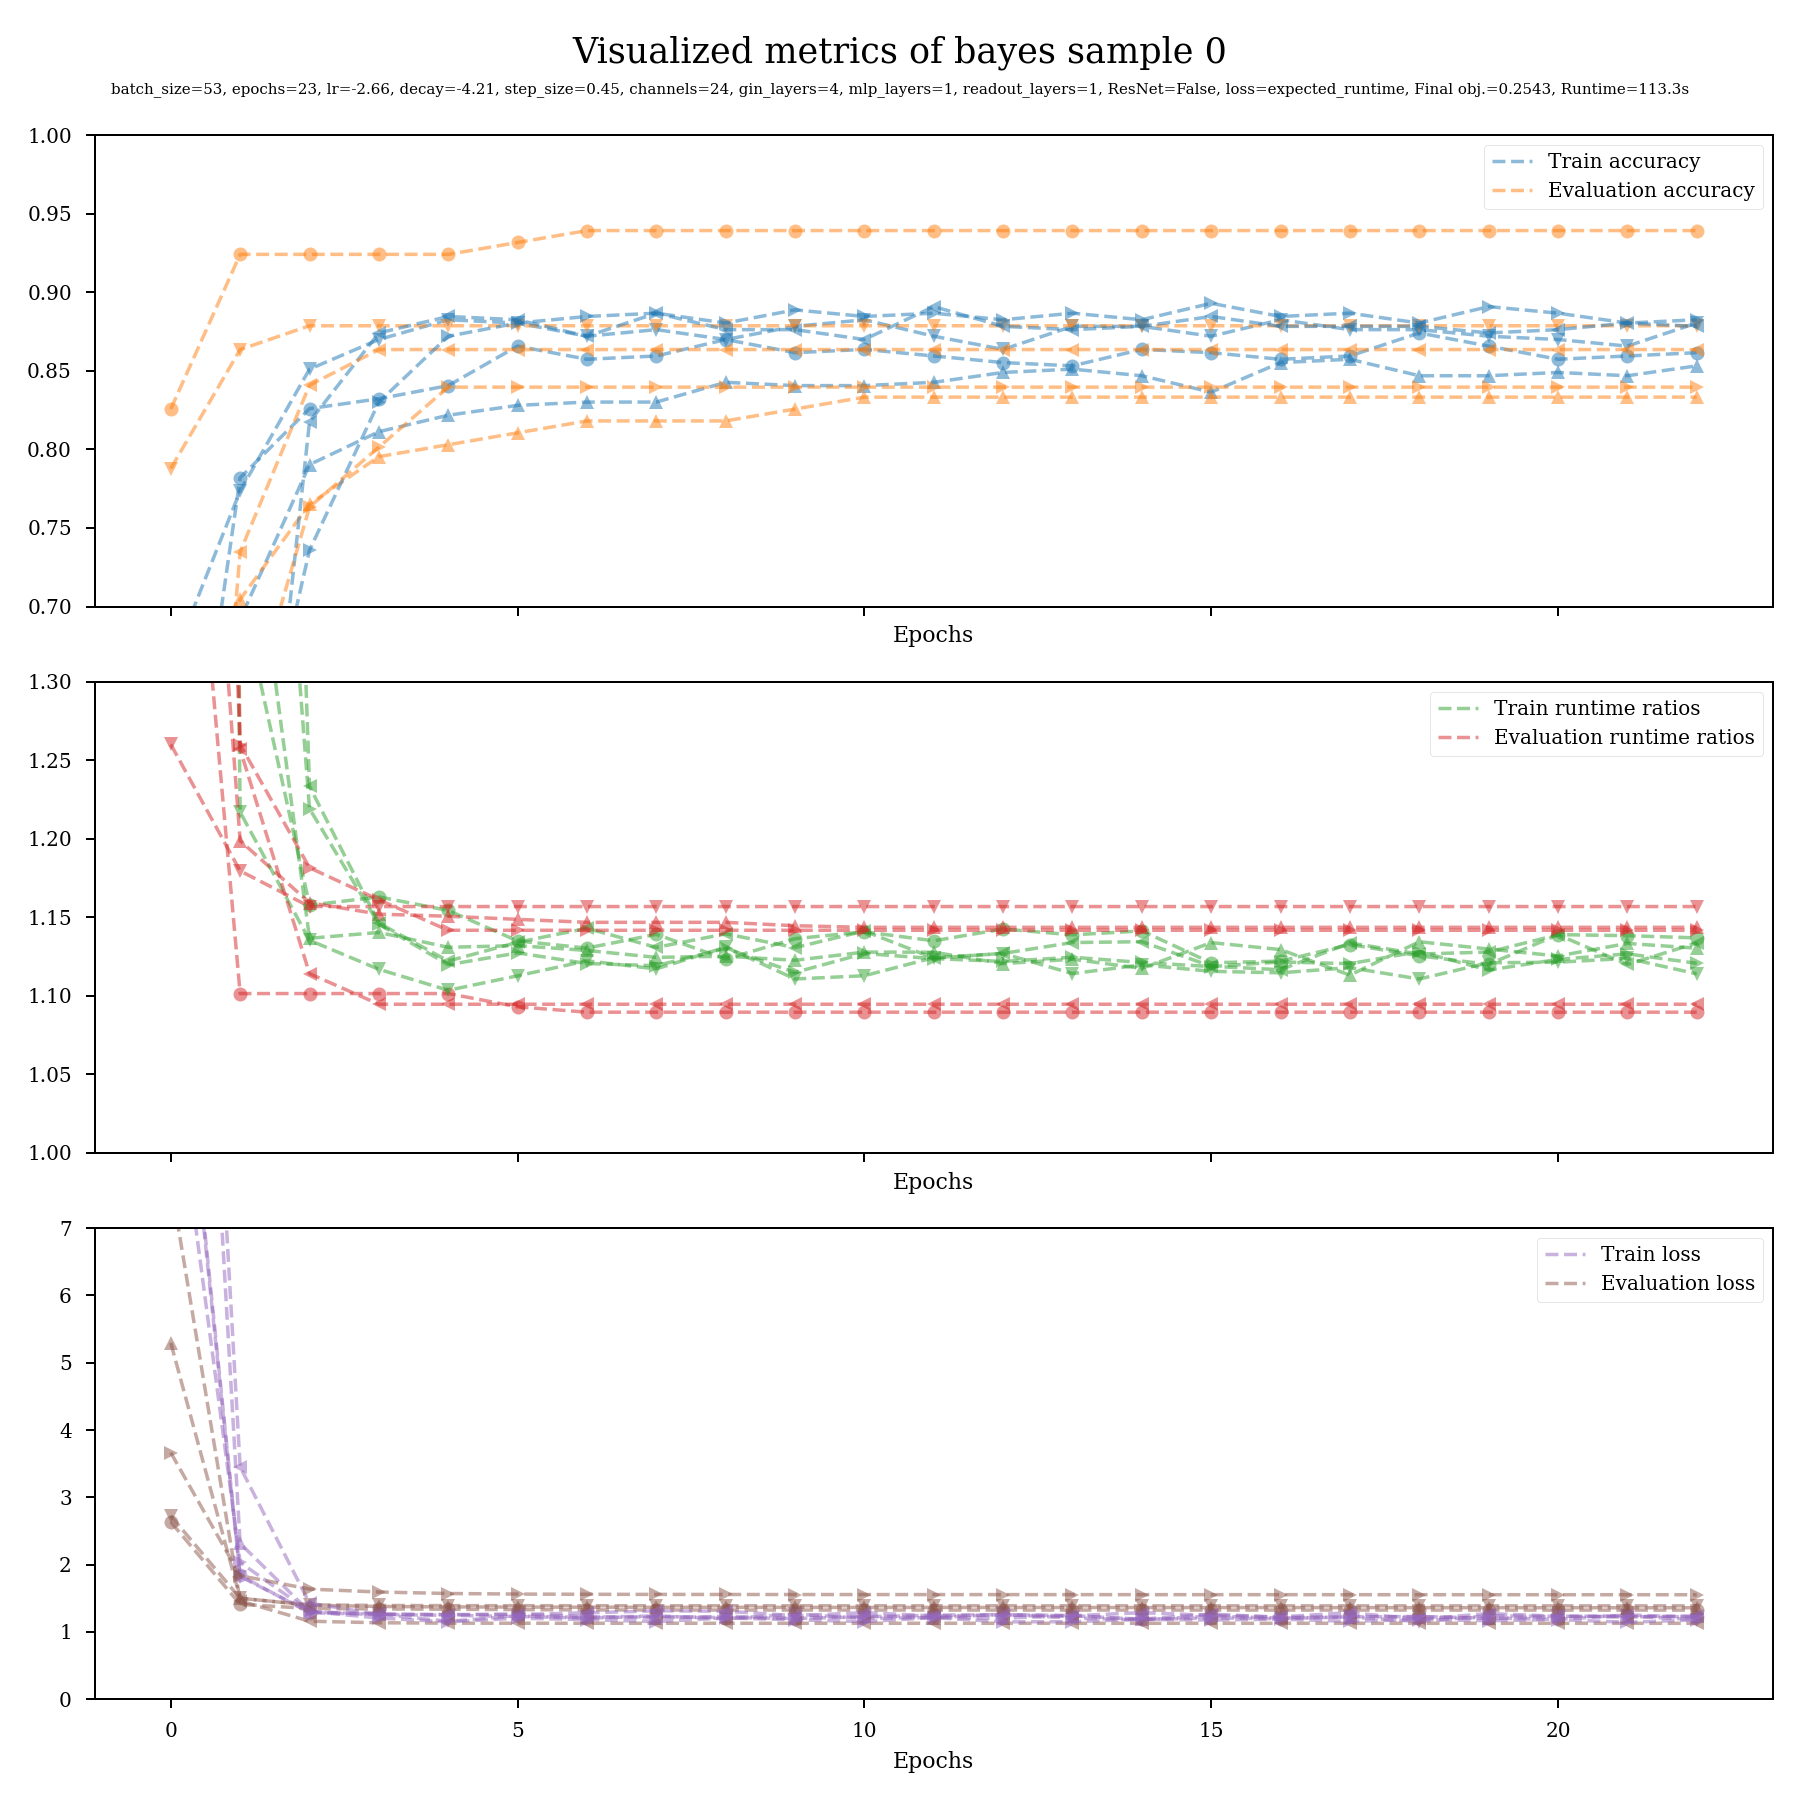 Visualized metrics of bayes sample 0
batch_size=53, epochs=23, lr=-2.66, decay=-4.21, step_size=0.45, channels=24, gin_layers=4, mlp_layers=1, readout_layers=1, ResNet=False, loss=expected_runtime, Final obj.=0.2543, Runtime=113.3s
1.00
0.95
0.90
0.85
0.80
0.75
0.70
Train accuracy
Evaluation accuracy
Epochs
1.30
1.25
1.20
1.15
1.10
1.05
1.00
Train runtime ratios
Evaluation runtime ratios
Epochs
7
6
5
4
3
2
1
0
Train loss
Evaluation loss
0 5 10 15 20
Epochs